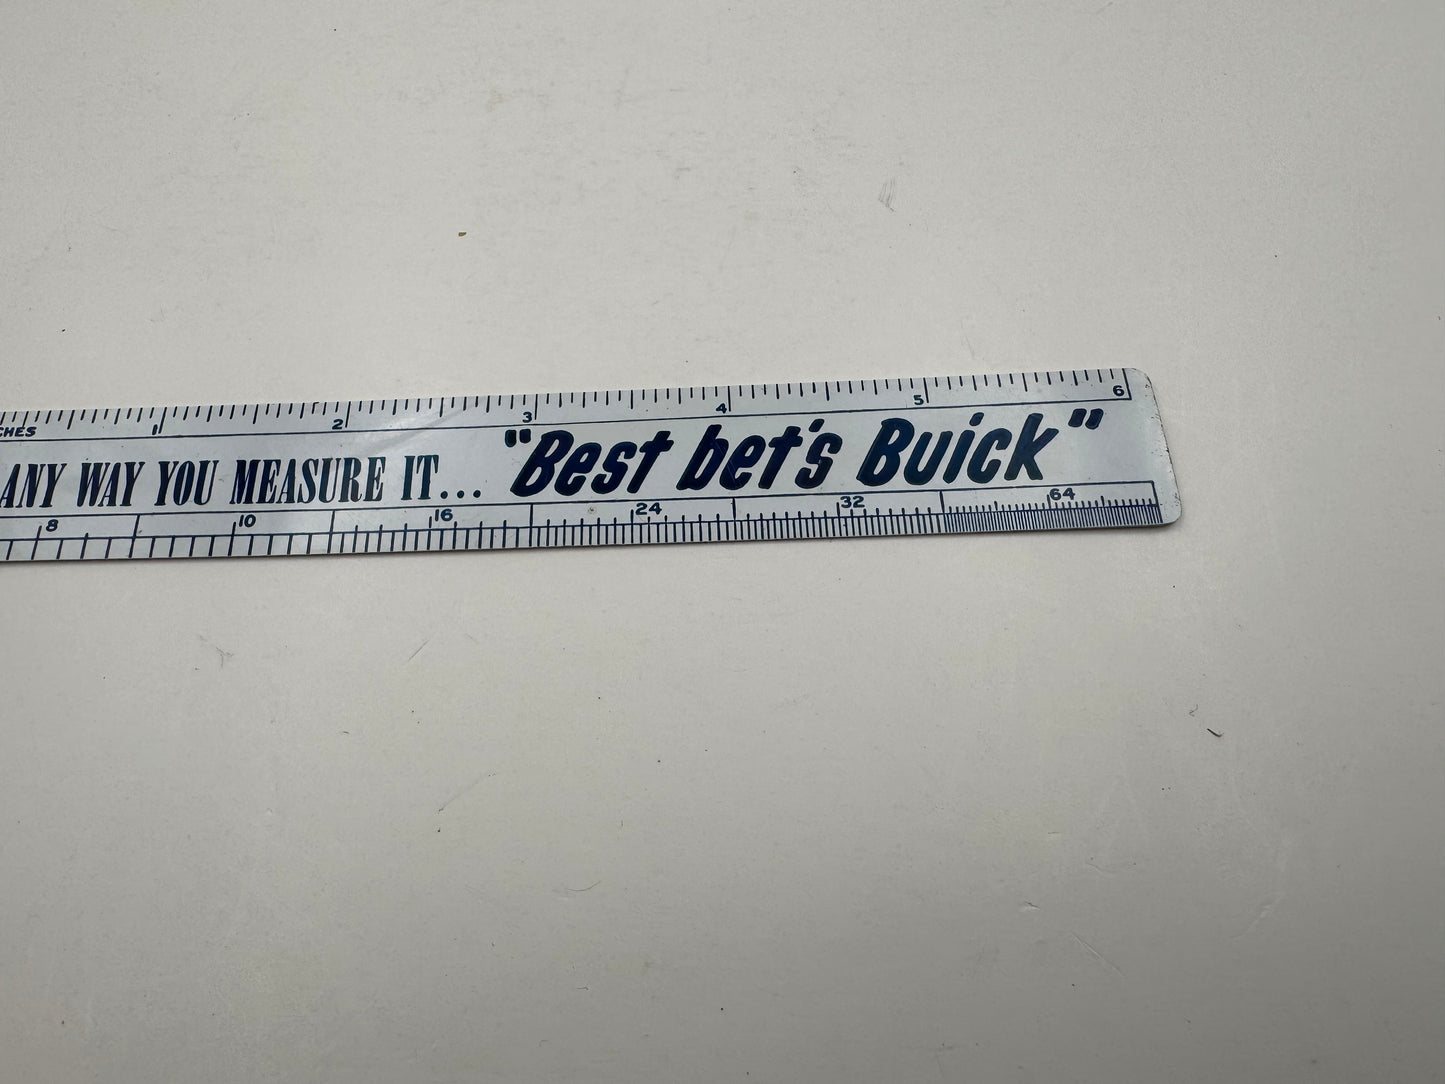 CHES 1 2 3 4 5 6
ANY WAY YOU MEASURE IT... "Best bet's Buick"
8 10 16 24 32 64